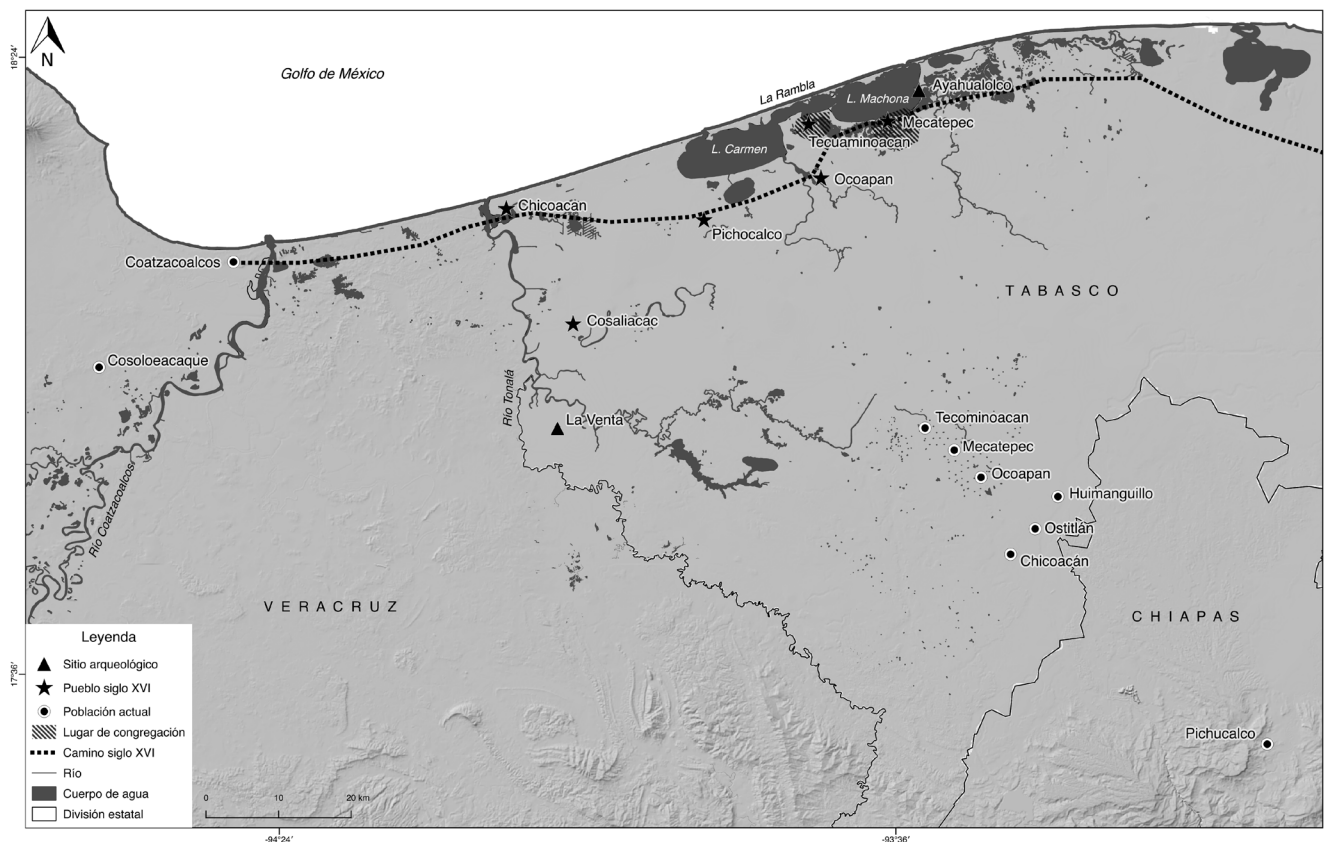 N
18°24'
Golfo de México
La Rambla
L. Machona
Ayahualolco
Mecatepec
Tecuaminoacan
L. Carmen
Ocoapan
Chicoacán
Pichocalco
Coatzacoalcos
TABASCO
Cosaliacac
Cosoloeacaque
Río Tonalá
La Venta
Tecominoacan
Mecatepec
Ocoapan
Huimanguillo
Ostitlán
Chicoacán
Río Coatzacoalcos
VERACRUZ
CHIAPAS
Leyenda
Sitio arqueológico
Pueblo siglo XVI
Población actual
Lugar de congregación
Camino siglo XVI
Río
Cuerpo de agua
División estatal
17°36'
Pichucalco
0 10 20 km
-94°24'
-93°36'